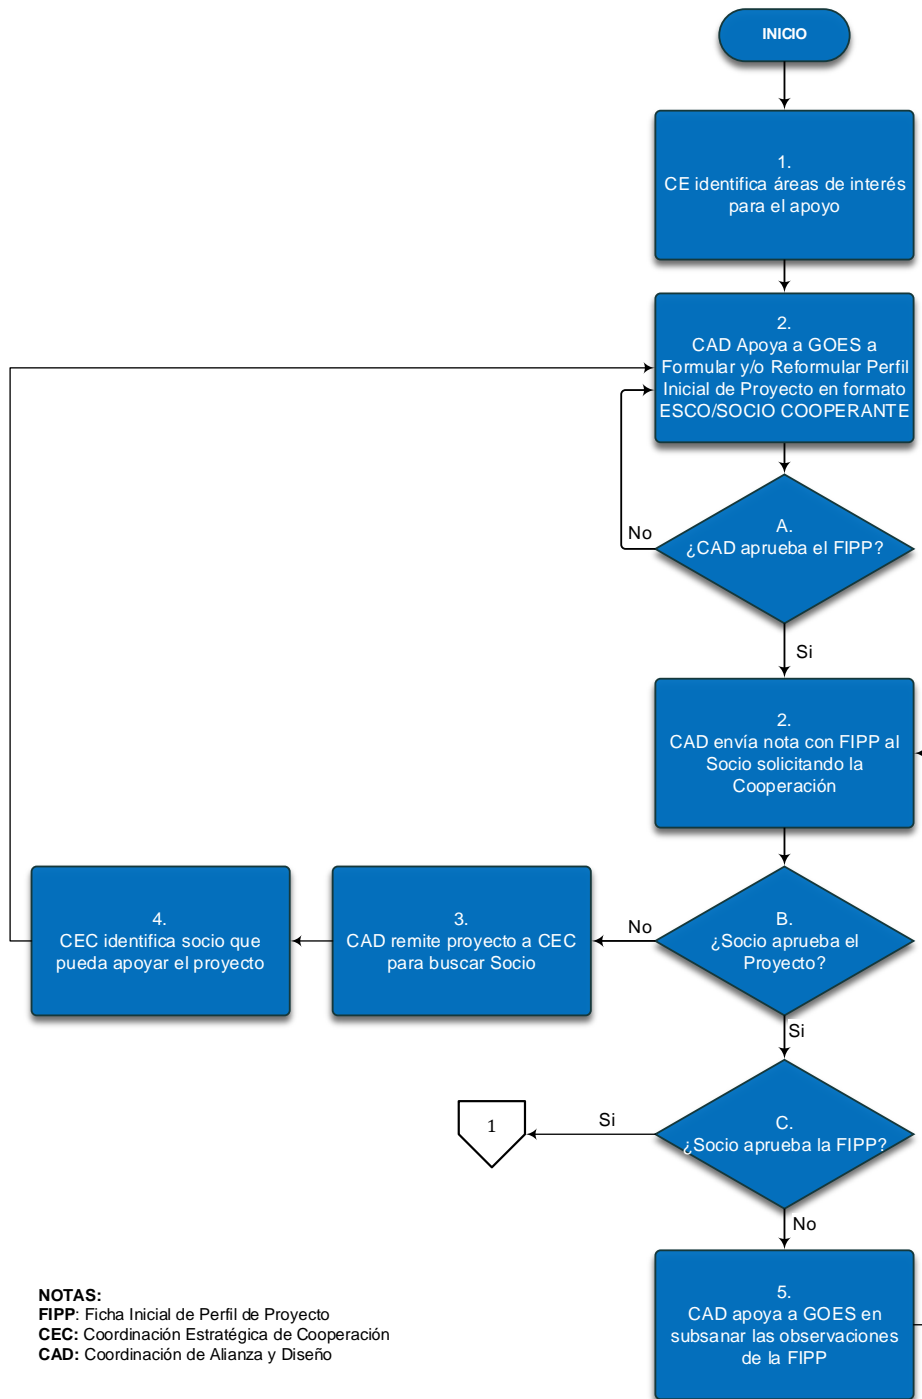 INICIO
1.
CE identifica áreas de interés
para el apoyo
2.
CAD Apoya a GOES a
Formular y/o Reformular Perfil
Inicial de Proyecto en formato
ESCO/SOCIO COOPERANTE
No
A.
¿CAD aprueba el FIPP?
Si
2.
CAD envía nota con FIPP al
Socio solicitando la
Cooperación
4.
CEC identifica socio que
pueda apoyar el proyecto
3.
CAD remite proyecto a CEC
para buscar Socio
No
B.
¿Socio aprueba el
Proyecto?
Si
1
Si
C.
¿Socio aprueba la FIPP?
No
5.
CAD apoya a GOES en
subsanar las observaciones
de la FIPP
NOTAS:
FIPP: Ficha Inicial de Perfil de Proyecto
CEC: Coordinación Estratégica de Cooperación
CAD: Coordinación de Alianza y Diseño